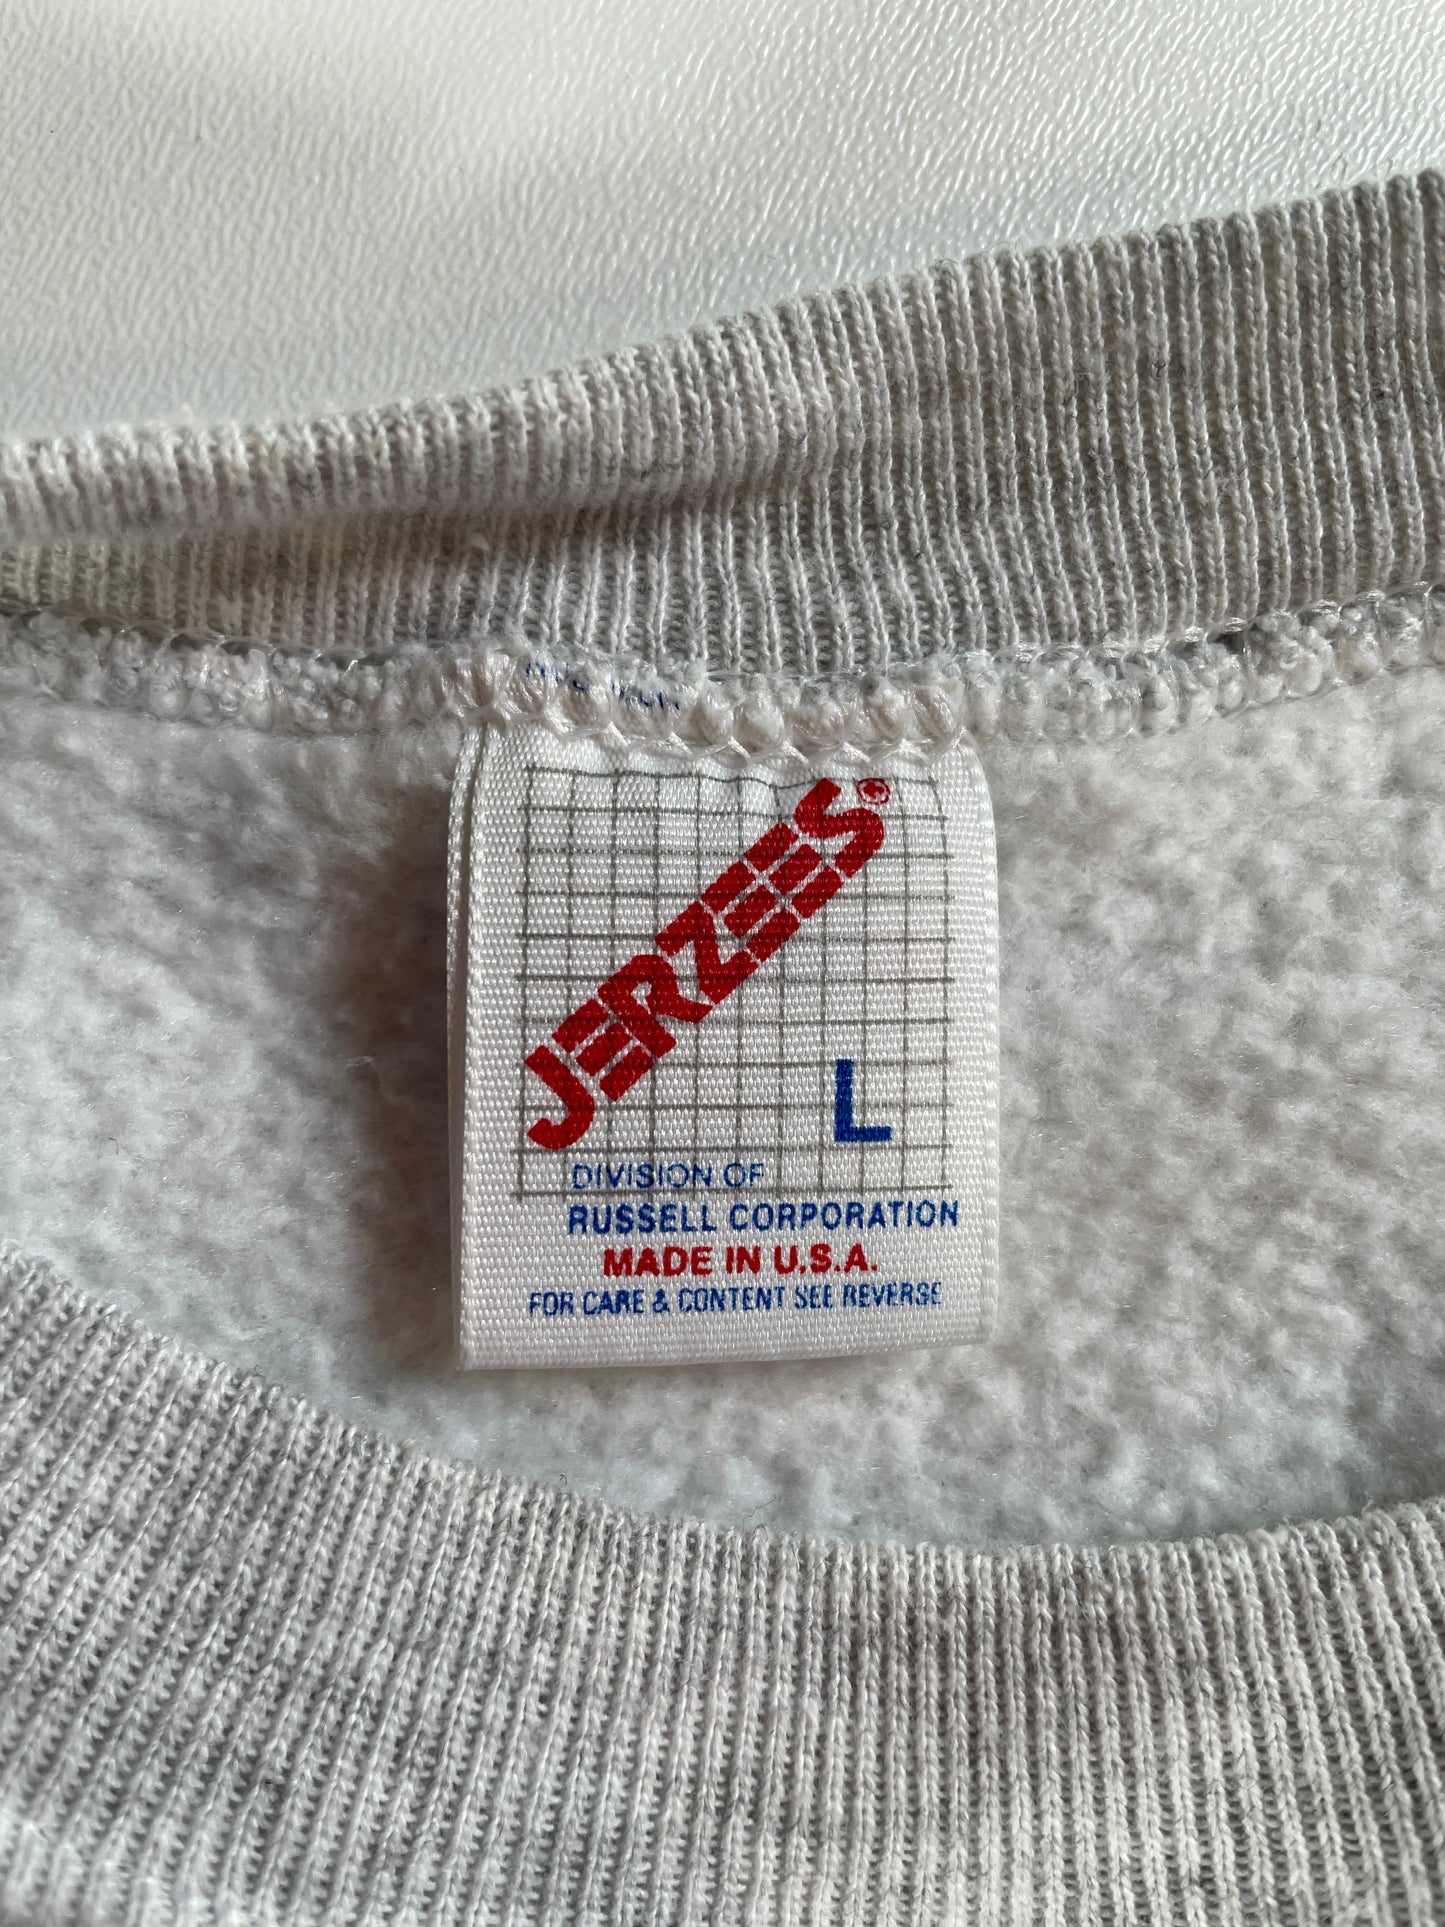 JERZEES®
L
DIVISION OF
RUSSELL CORPORATION
MADE IN U.S.A.
FOR CARE & CONTENT SEE REVERSE